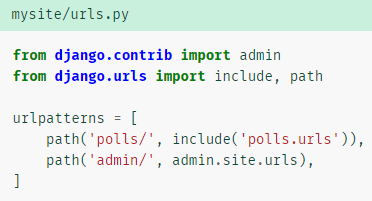 mysite/urls.py
from django.contrib import admin
from django.urls import include, path
urlpatterns = [
    path('polls/', include('polls.urls')),
    path('admin/', admin.site.urls),
]